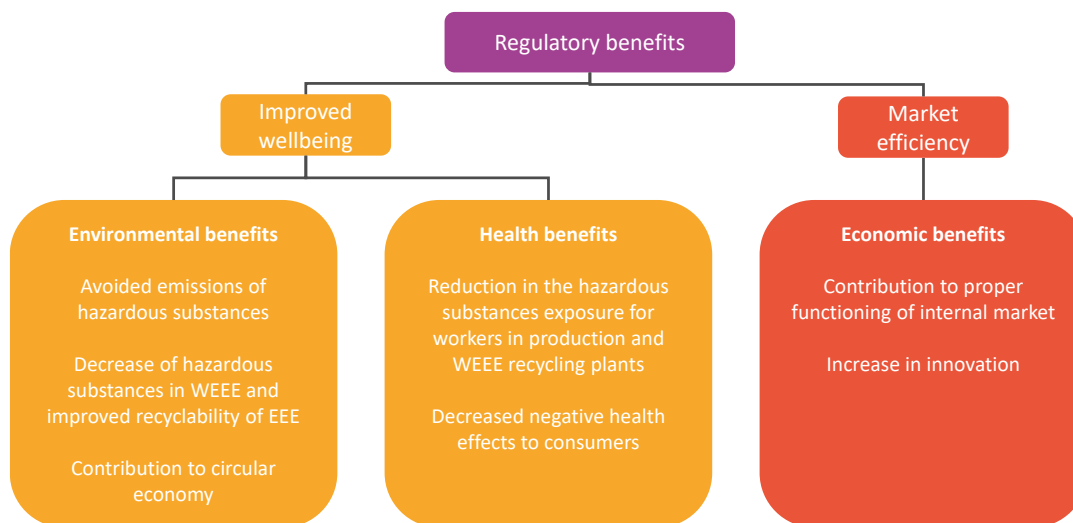 Regulatory benefits
Improved
wellbeing
Market
efficiency
Environmental benefits
Avoided emissions of
hazardous substances
Decrease of hazardous
substances in WEEE and
improved recyclability of EEE
Contribution to circular
economy
Health benefits
Reduction in the hazardous
substances exposure for
workers in production and
WEEE recycling plants
Decreased negative health
effects to consumers
Economic benefits
Contribution to proper
functioning of internal market
Increase in innovation